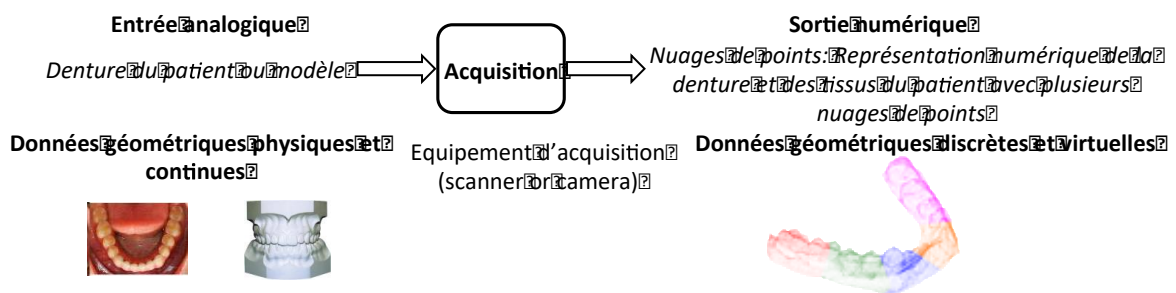 Entrée analogique
Denture du patient ou modèle
Données géométriques physiques et
continues
Acquisition
Equipement d'acquisition
(scanner or camera)
Sortie numérique
Nuages de points: Représentation numérique de la
denture et des tissus du patient avec plusieurs
nuages de points
Données géométriques discrètes et virtuelles